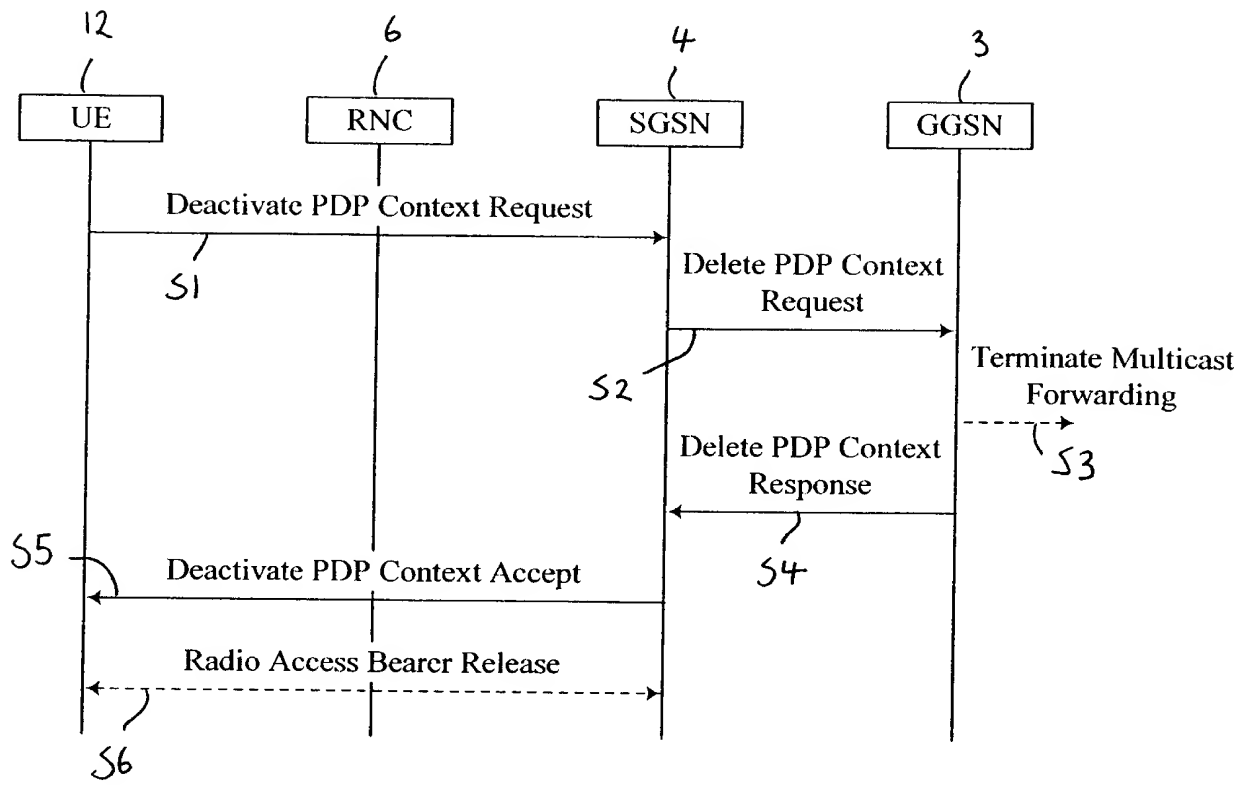 12
6
4
3
UE
RNC
SGSN
GGSN
Deactivate PDP Context Request
S1
Delete PDP Context
Request
S2
Terminate Multicast
Forwarding
S3
Delete PDP Context
Response
S4
S5
Deactivate PDP Context Accept
Radio Access Bearer Release
S6